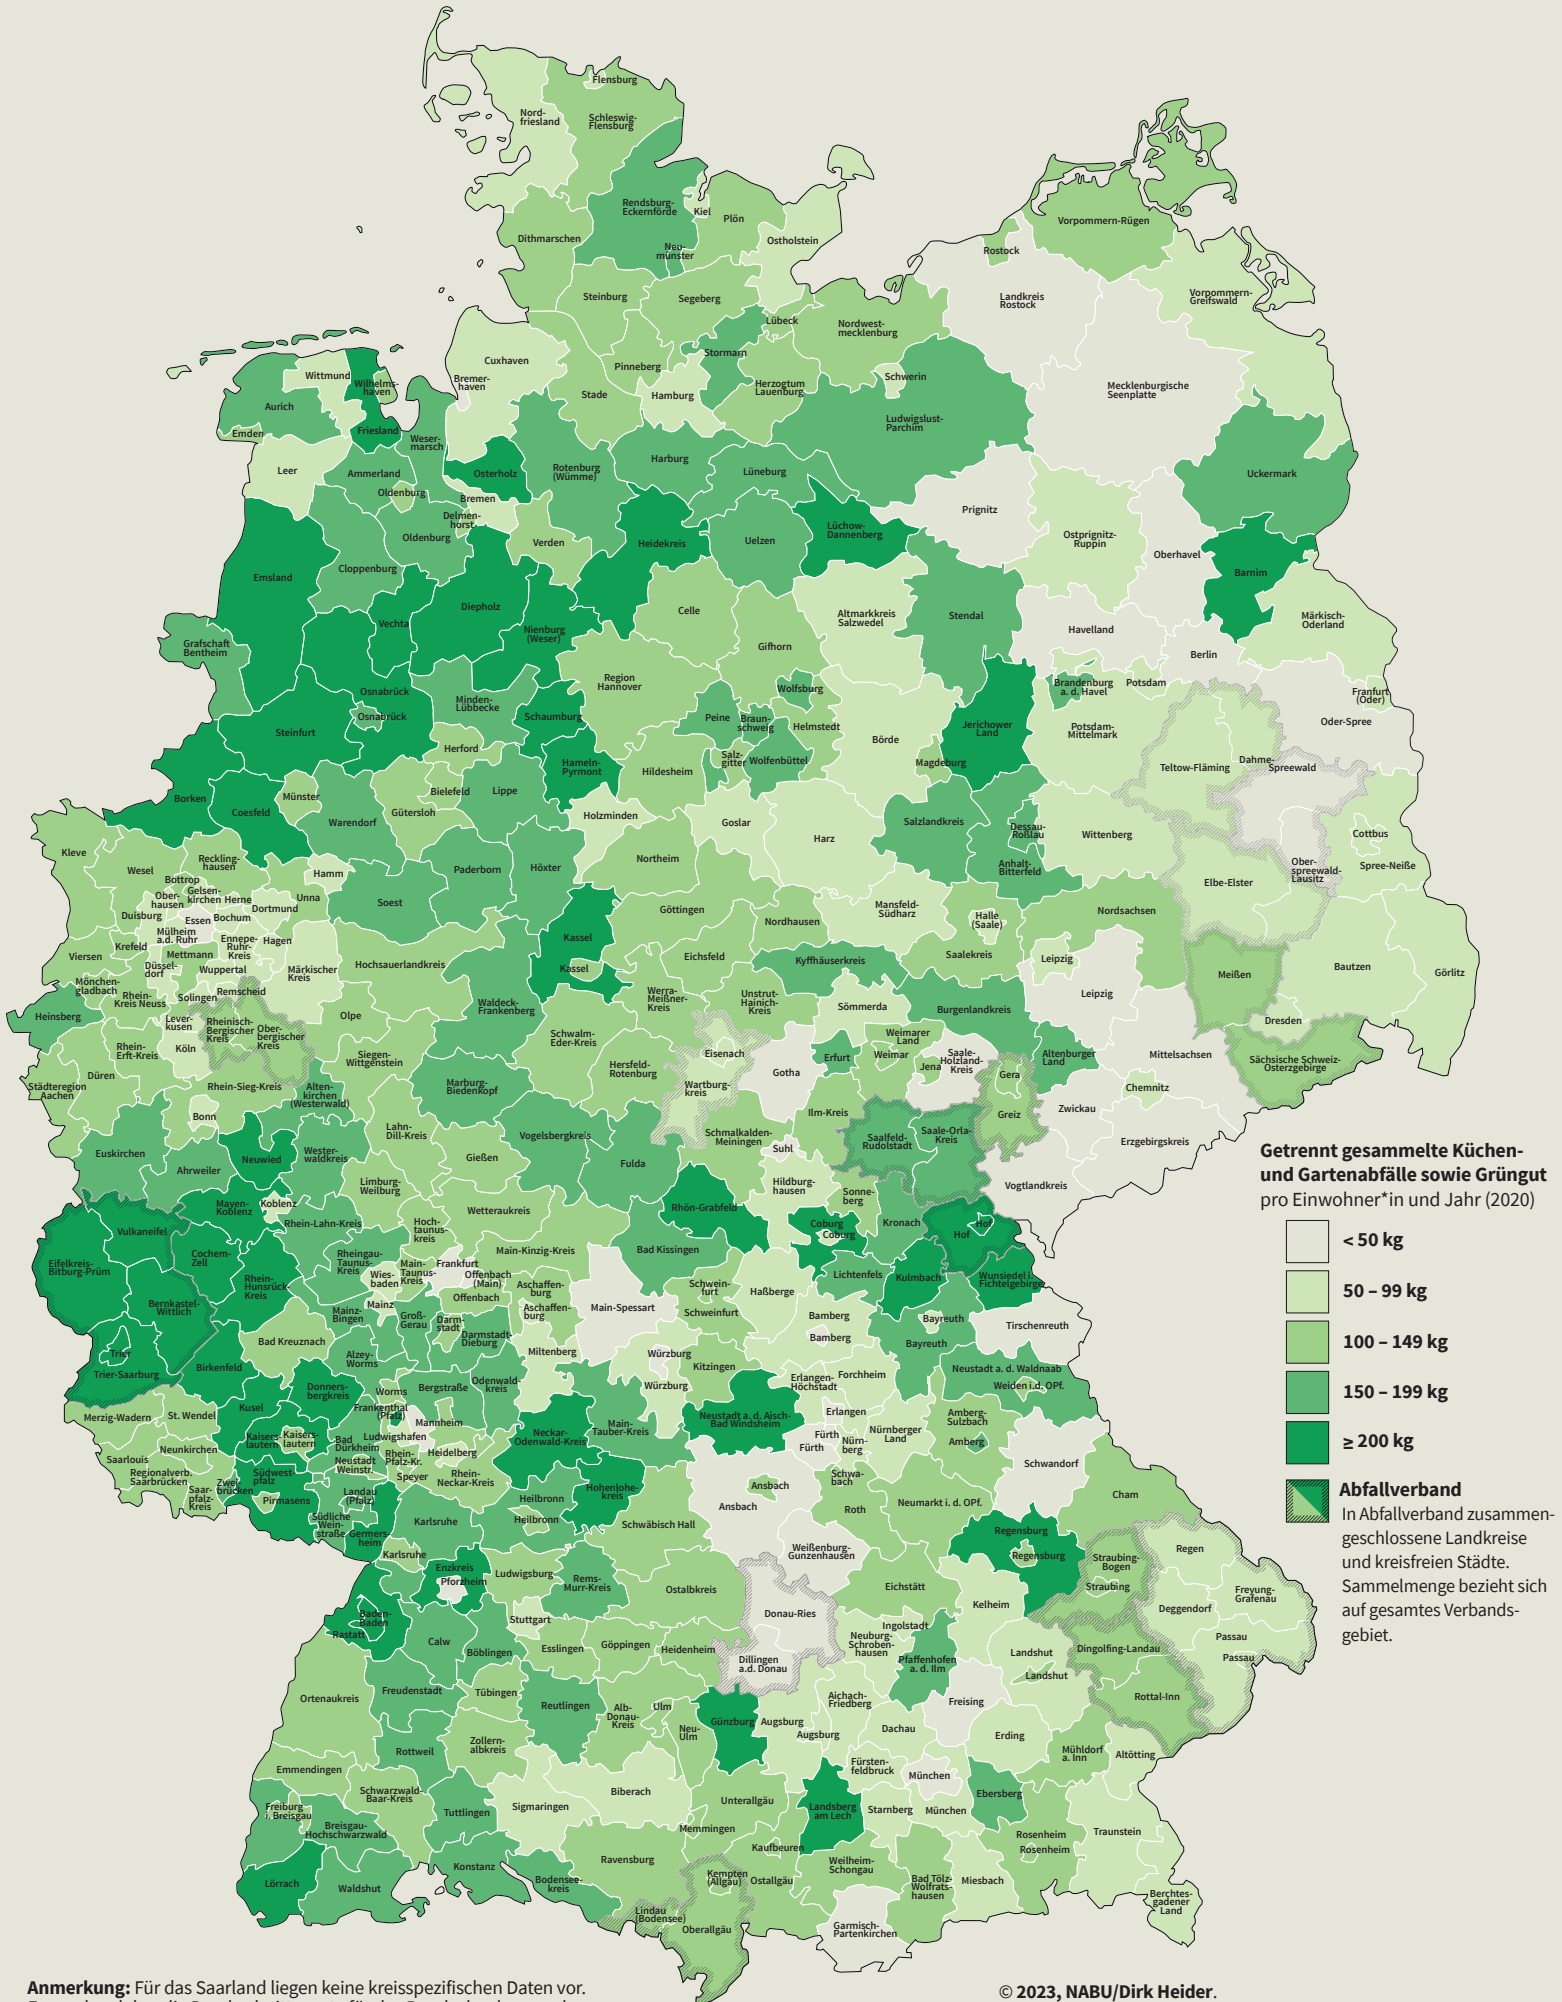 Flensburg
Nord-
friesland
Schleswig-
Flensburg
Rendsburg-
Eckernförde
Kiel
Plön
Ostholstein
Dithmarschen
Neu-
münster
Vorpommern-Rügen
Rostock
Landkreis
Rostock
Vorpommern-
Greifswald
Steinburg
Segeberg
Lübeck
Nordwest-
mecklenburg
Stormarn
Pinneberg
Cuxhaven
Bremer-
haven
Wittmund
Wilhelms-
haven
Aurich
Emden
Friesland
Stade
Hamburg
Herzogtum
Lauenburg
Schwerin
Mecklenburgische
Seenplatte
Ludwigslust-
Parchim
Weser-
marsch
Leer
Ammerland
Oldenburg
Osterholz
Bremen
Delmen-
horst
Oldenburg
Rotenburg
(Wümme)
Harburg
Lüneburg
Uckermark
Prignitz
Ostprignitz-
Ruppin
Oberhavel
Barnim
Verden
Heidekreis
Uelzen
Lüchow-
Dannenberg
Emsland
Cloppenburg
Diepholz
Vechta
Nienburg
(Weser)
Celle
Altmarkkreis
Salzwedel
Stendal
Havelland
Märkisch-
Oderland
Berlin
Grafschaft
Bentheim
Gifhorn
Region
Hannover
Osnabrück
Osnabrück
Minden-
Lübbecke
Schaumburg
Wolfsburg
Peine
Braun-
schweig
Helmstedt
Salz-
gitter
Wolfenbüttel
Brandenburg
a. d. Havel
Potsdam
Franfurt
(Oder)
Oder-Spree
Jerichower
Land
Potsdam-
Mittelmark
Steinfurt
Herford
Hameln-
Pyrmont
Hildesheim
Börde
Magdeburg
Teltow-Fläming
Dahme-
Spreewald
Borken
Coesfeld
Münster
Warendorf
Gütersloh
Bielefeld
Lippe
Holzminden
Goslar
Harz
Salzlandkreis
Dessau-
Roßlau
Anhalt-
Bitterfeld
Wittenberg
Cottbus
Spree-Neiße
Ober-
spreewald-
Lausitz
Elbe-Elster
Kleve
Wesel
Reckling-
hausen
Bottrop
Ober-
hausen
Gelsen-
kirchen
Herne
Duisburg
Essen
Bochum
Dortmund
Unna
Hamm
Mülheim
a.d. Ruhr
Ennepe-
Ruhr-
Kreis
Hagen
Soest
Paderborn
Höxter
Northeim
Göttingen
Nordhausen
Mansfeld-
Südharz
Halle
(Saale)
Nordsachsen
Kassel
Kassel
Viersen
Krefeld
Mettmann
Düssel-
dorf
Wuppertal
Märkischer
Kreis
Hochsauerlandkreis
Eichsfeld
Kyffhäuserkreis
Saalekreis
Leipzig
Leipzig
Meißen
Bautzen
Görlitz
Dresden
Mönchen-
gladbach
Rhein-
Kreis Neuss
Solingen
Remscheid
Heinsberg
Lever-
kusen
Rheinisch-
Bergischer
Kreis
Ober-
bergischer
Kreis
Olpe
Waldeck-
Frankenberg
Werra-
Meißner-
Kreis
Unstrut-
Hainich-
Kreis
Sömmerda
Burgenlandkreis
Köln
Rhein-
Erft-Kreis
Siegen-
Wittgenstein
Schwalm-
Eder-Kreis
Hersfeld-
Rotenburg
Eisenach
Wartburg-
kreis
Gotha
Erfurt
Weimarer
Land
Weimar
Jena
Saale-
Holzland-
Kreis
Gera
Greiz
Altenburger
Land
Mittelsachsen
Sächsische Schweiz-
Osterzgebirge
Düren
Städteregion
Aachen
Rhein-Sieg-Kreis
Bonn
Alten-
kirchen
(Westerwald)
Marburg-
Biedenkopf
Chemnitz
Zwickau
Erzgebirgskreis
Vogtlandkreis
Ilm-Kreis
Saalfeld-
Rudolstadt
Saale-Orla-
Kreis
Euskirchen
Ahrweiler
Neuwied
Wester-
waldkreis
Lahn-
Dill-Kreis
Gießen
Vogelsbergkreis
Fulda
Schmalkalden-
Meiningen
Suhl
Hildburg-
hausen
Sonne-
berg
Limburg-
Weilburg
Wetteraukreis
Rhön-Grabfeld
Coburg
Coburg
Kronach
Hof
Hof
Vulkaneifel
Mayen-
Koblenz
Koblenz
Rhein-Lahn-Kreis
Hoch-
taunus-
kreis
Main-Kinzig-Kreis
Bad Kissingen
Lichtenfels
Kulmbach
Wunsiedel i.
Fichtelgebirge
Eifelkreis-
Bitburg-Prüm
Cochem-
Zell
Rhein-
Hunsrück-
Kreis
Rheingau-
Taunus-
Kreis
Main-
Taunus-
Kreis
Frankfurt
Offenbach
(Main)
Offenbach
Wies-
baden
Mainz
Aschaffen-
burg
Aschaffen-
burg
Main-Spessart
Schwein-
furt
Schweinfurt
Haßberge
Bernkastel-
Wittlich
Mainz-
Bingen
Groß-
Gerau
Darm-
stadt
Darmstadt-
Dieburg
Miltenberg
Bamberg
Bamberg
Bayreuth
Bayreuth
Tirschenreuth
Trier
Trier-Saarburg
Birkenfeld
Bad Kreuznach
Alzey-
Worms
Worms
Bergstraße
Odenwald-
kreis
Würzburg
Würzburg
Kitzingen
Erlangen-
Höchstadt
Forchheim
Neustadt a. d. Waldnaab
Weiden i.d. OPf.
Donners-
bergkreis
Kusel
Frankenthal
(Pfalz)
Mannheim
Neustadt a. d. Aisch-
Bad Windsheim
Erlangen
Fürth
Fürth
Nürn-
berg
Nürnberger
Land
Amberg-
Sulzbach
Amberg
Schwandorf
Merzig-Wadern
St. Wendel
Kaisers-
lautern
Kaisers-
lautern
Bad
Dürkheim
Ludwigshafen
Neustadt
Weinstr.
Rhein-
Pfalz-Kr.
Heidelberg
Speyer
Rhein-
Neckar-Kreis
Neckar-
Odenwald-Kreis
Main-
Tauber-Kreis
Neunkirchen
Saarlouis
Regionalverb.
Saarbrücken
Saar-
pfalz-
Kreis
Zwei-
brücken
Südwest-
pfalz
Pirmasens
Landau
(Pfalz)
Südliche
Wein-
straße
Germers-
heim
Karlsruhe
Karlsruhe
Heilbronn
Heilbronn
Hohenlohe-
kreis
Schwäbisch Hall
Ansbach
Ansbach
Schwa-
bach
Roth
Neumarkt i. d. OPf.
Cham
Regensburg
Regensburg
Enzkreis
Pforzheim
Ludwigsburg
Rems-
Murr-Kreis
Ostalbkreis
Weißenburg-
Gunzenhausen
Eichstätt
Kelheim
Straubing-
Bogen
Straubing
Regen
Freyung-
Grafenau
Deggendorf
Passau
Passau
Baden-
Baden
Rastatt
Calw
Böblingen
Stuttgart
Esslingen
Göppingen
Heidenheim
Donau-Ries
Dillingen
a.d. Donau
Ingolstadt
Neuburg-
Schroben-
hausen
Pfaffenhofen
a. d. Ilm
Landshut
Landshut
Dingolfing-Landau
Rottal-Inn
Ortenaukreis
Freudenstadt
Tübingen
Reutlingen
Alb-
Donau-
Kreis
Ulm
Neu-
Ulm
Günzburg
Augsburg
Augsburg
Aichach-
Friedberg
Dachau
Freising
Erding
Mühldorf
a. Inn
Altötting
Rottweil
Zollern-
albkreis
Emmendingen
Schwarzwald-
Baar-Kreis
Tuttlingen
Sigmaringen
Biberach
Unterallgäu
Memmingen
Fürsten-
feldbruck
München
München
Ebersberg
Starnberg
Landsberg
am Lech
Freiburg
i. Breisgau
Breisgau-
Hochschwarzwald
Lörrach
Waldshut
Konstanz
Bodensee-
kreis
Ravensburg
Kaufbeuren
Kempten
(Allgäu)
Ostallgäu
Weilheim-
Schongau
Bad Tölz-
Wolfrats-
hausen
Miesbach
Rosenheim
Rosenheim
Traunstein
Berchtes-
gadener
Land
Lindau
(Bodensee)
Oberallgäu
Garmisch-
Partenkirchen
Getrennt gesammelte Küchen-
und Gartenabfälle sowie Grüngut
pro Einwohner*in und Jahr (2020)
< 50 kg
50 – 99 kg
100 – 149 kg
150 – 199 kg
≥ 200 kg
Abfallverband
In Abfallverband zusammen-
geschlossene Landkreise
und kreisfreien Städte.
Sammelmenge bezieht sich
auf gesamtes Verbands-
gebiet.
Anmerkung: Für das Saarland liegen keine kreisspezifischen Daten vor.
© 2023, NABU/Dirk Heider.